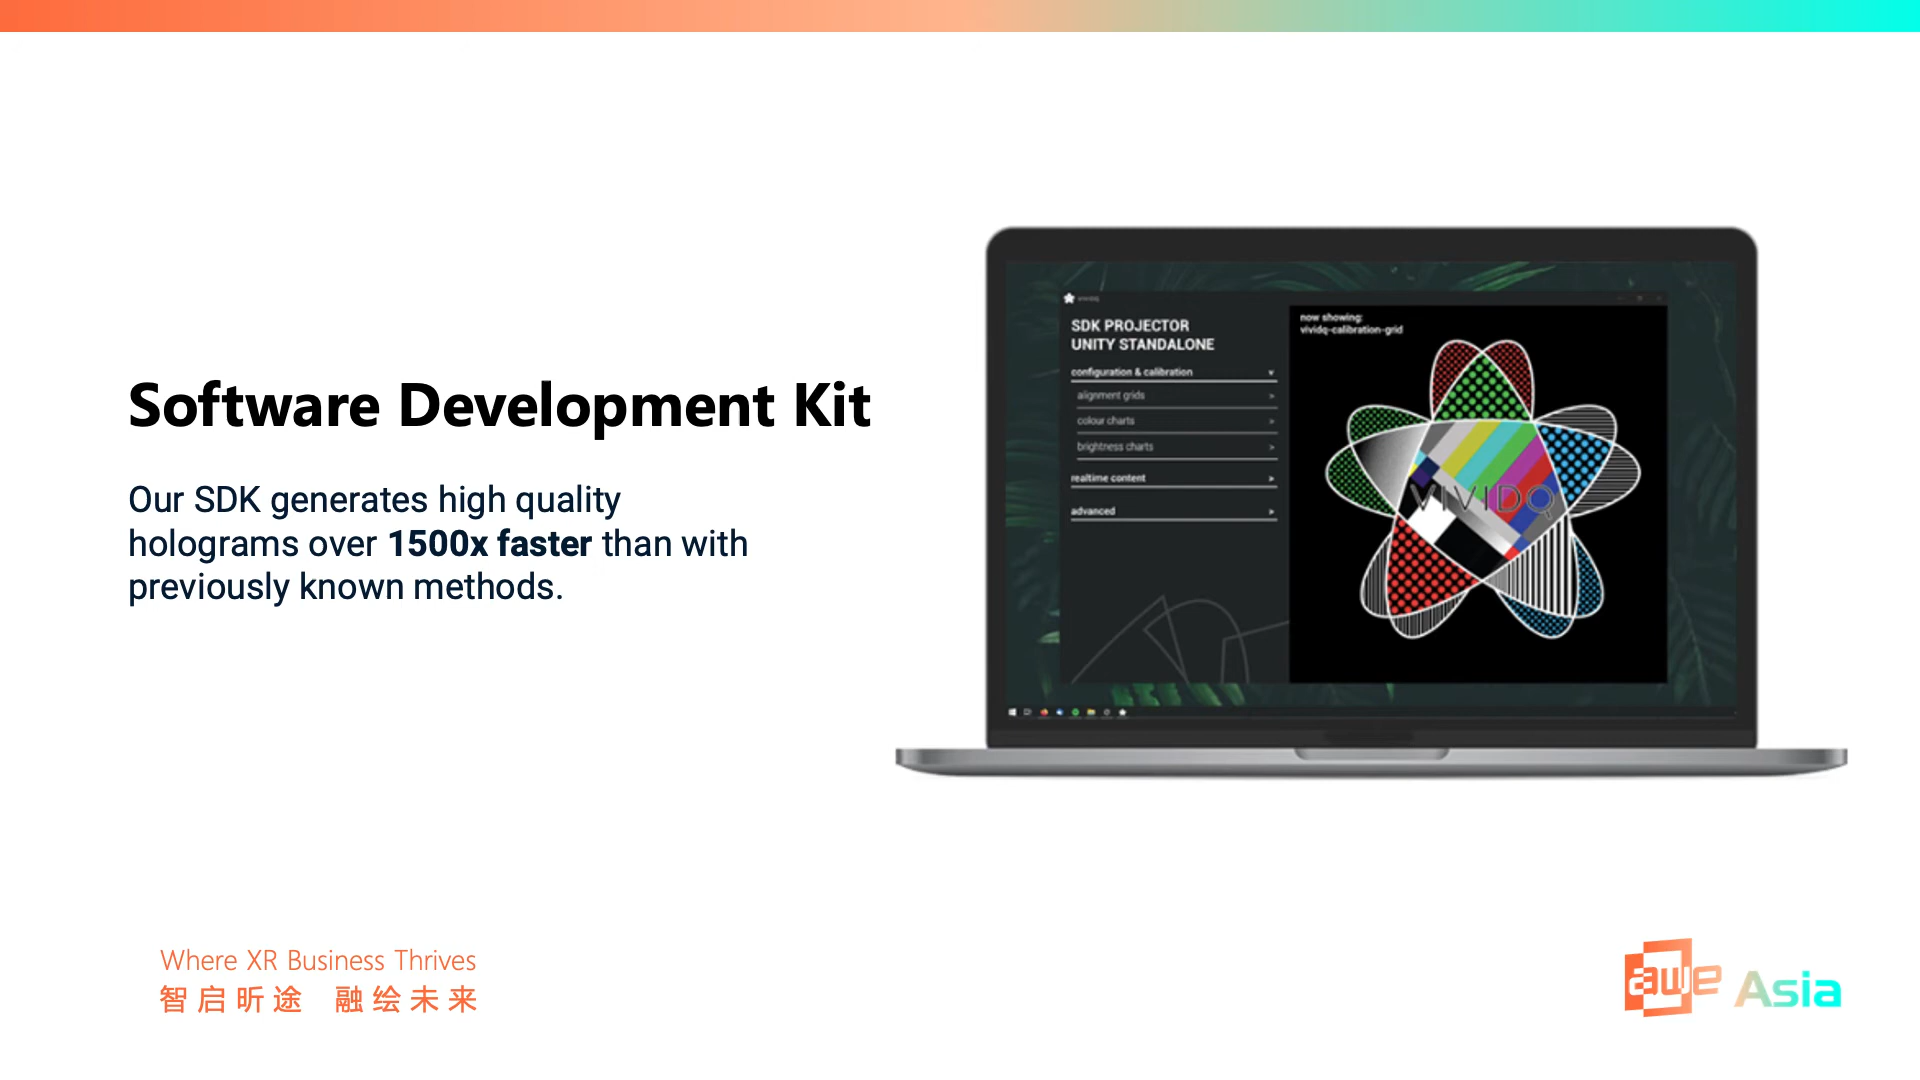 Software Development Kit
Our SDK generates high quality
holograms over 1500x faster than with
previously known methods.
vividq
SDK PROJECTOR
UNITY STANDALONE
configuration & calibration
alignment grids
colour charts
brightness charts
realtime content
advanced
now showing:
vividq-calibration-grid
VIVIDQ
Where XR Business Thrives
智启昕途 融绘未来
awe Asia